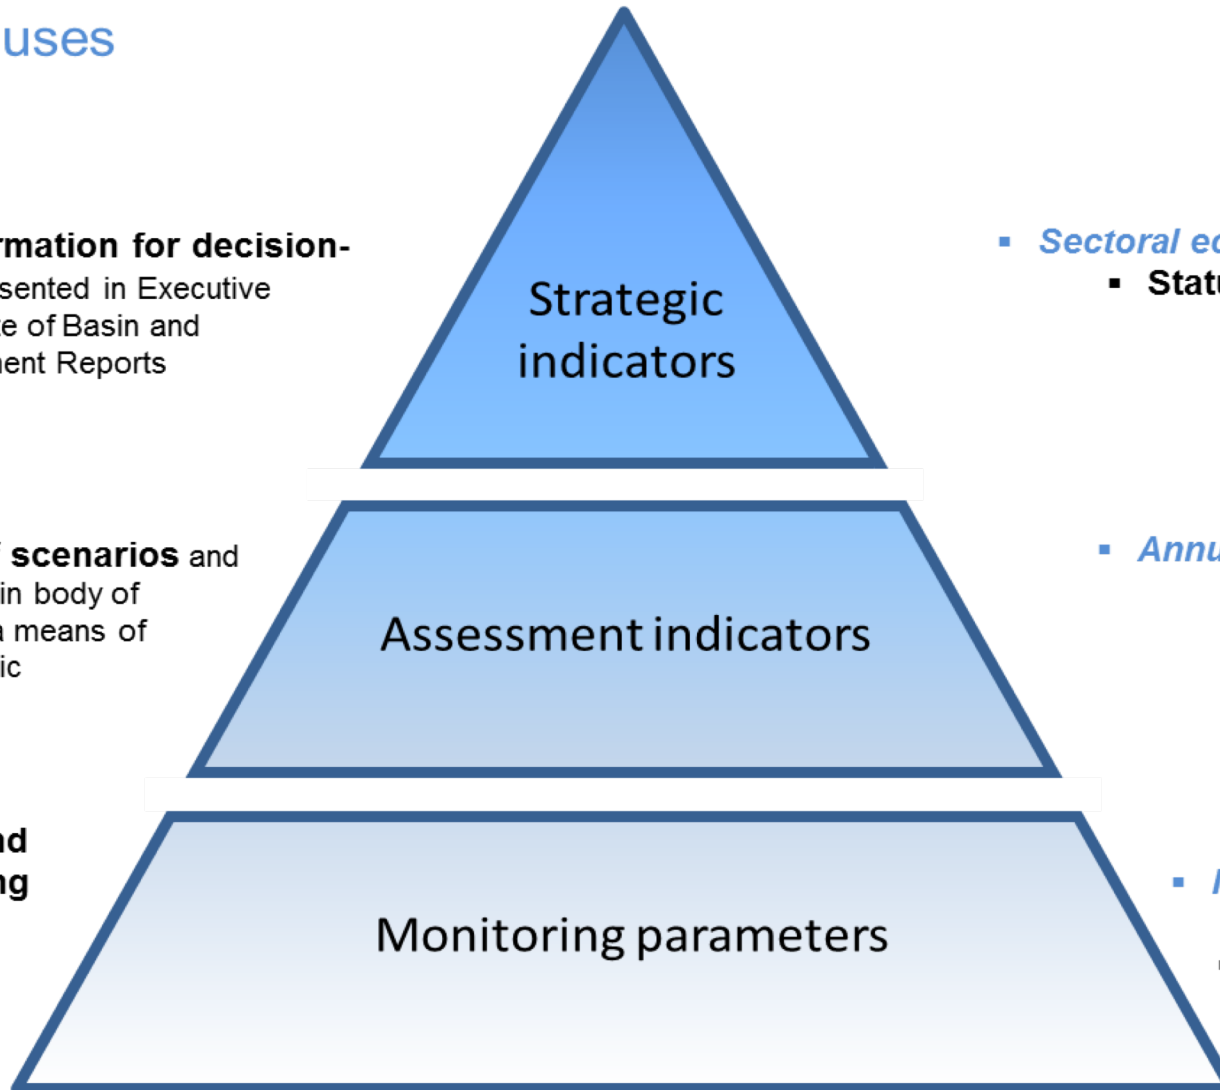 uses
rmation for decision-
sented in Executive
te of Basin and
nent Reports
Strategic
indicators
Sectoral ec
Statu
scenarios and
in body of
a means of
ic
Assessment indicators
Annu
nd
ng
Monitoring parameters